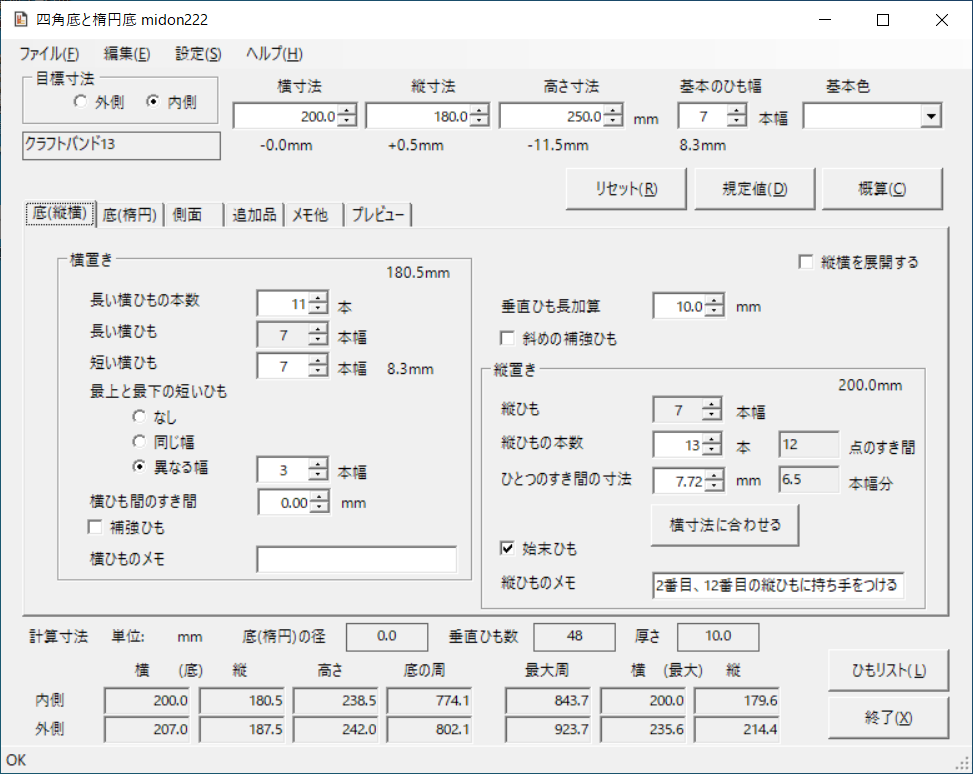 四角底と楕円底 midon222
ファイル(F) 編集(E) 設定(S) ヘルプ(H)
目標寸法 横寸法 縦寸法 高さ寸法 基本のひも幅 基本色
外側 内側 200.0 180.0 250.0 mm 7 本幅
クラフトバンド13 -0.0mm +0.5mm -11.5mm 8.3mm
リセット(R) 規定値(D) 概算(C)
底(縦横) 底(楕円) 側面 追加品 メモ他 プレビュー
横置き
180.5mm
長い横ひもの本数 11 本
長い横ひも 7 本幅
短い横ひも 7 本幅 8.3mm
最上と最下の短いひも
なし
同じ幅
異なる幅 3 本幅
横ひも間のすき間 0.00 mm
補強ひも
横ひものメモ
縦横を展開する
垂直ひも長加算 10.0 mm
斜めの補強ひも
縦置き
200.0mm
縦ひも 7 本幅
縦ひもの本数 13 本 12 点のすき間
ひとつのすき間の寸法 7.72 mm 6.5 本幅分
横寸法に合わせる
始末ひも
縦ひものメモ 2番目、12番目の縦ひもに持ち手をつける
計算寸法 単位: mm 底(楕円)の径 0.0 垂直ひも数 48 厚さ 10.0
横 (底) 縦 高さ 底の周 最大周 横 (最大) 縦 ひもリスト(L)
内側 200.0 180.5 238.5 774.1 843.7 200.0 179.6
外側 207.0 187.5 242.0 802.1 923.7 235.6 214.4 終了(X)
OK